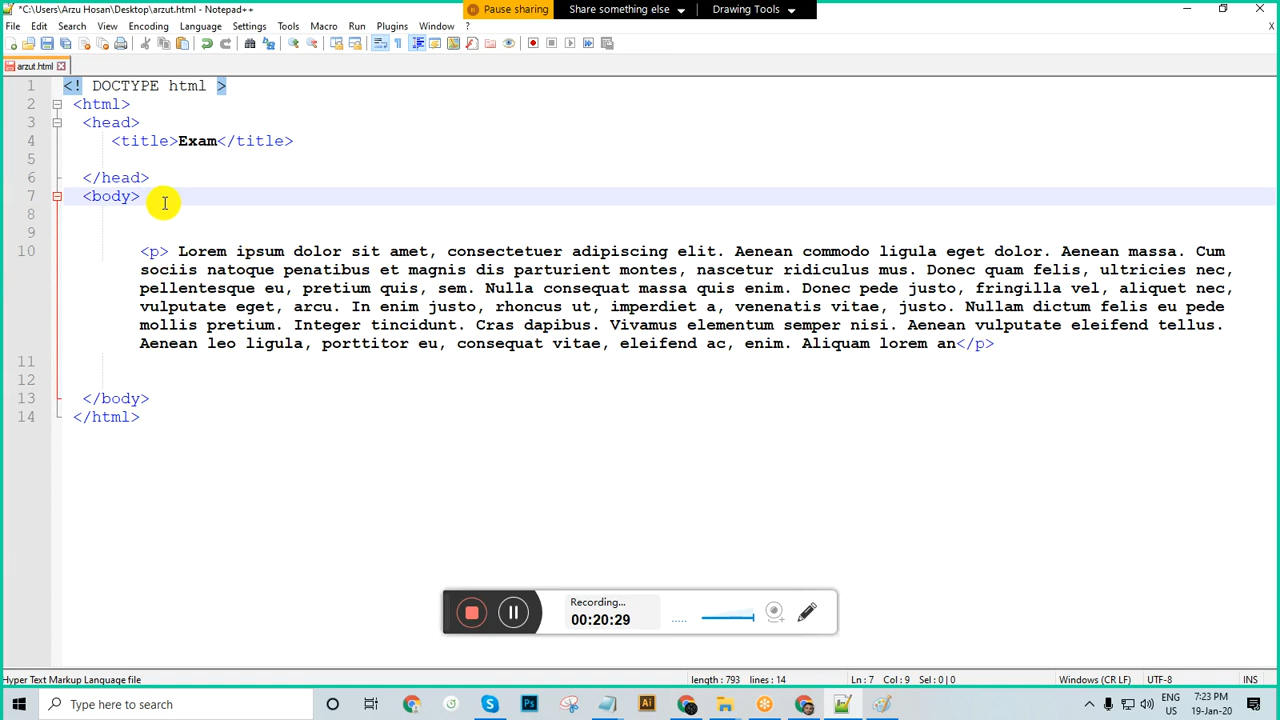 *C:\Users\Arzu Hosan\Desktop\arzut.html - Notepad++
Pause sharing
Share something else
Drawing Tools
File Edit Search View Encoding Language Settings Tools Macro Run Plugins Window ?
X
arzut.html
1 <! DOCTYPE html >
2 <html>
3 <head>
4 <title>Exam</title>
5
6 </head>
7 <body>
8
9
10 <p> Lorem ipsum dolor sit amet, consectetuer adipiscing elit. Aenean commodo ligula eget dolor. Aenean massa. Cum
sociis natoque penatibus et magnis dis parturient montes, nascetur ridiculus mus. Donec quam felis, ultricies nec,
pellentesque eu, pretium quis, sem. Nulla consequat massa quis enim. Donec pede justo, fringilla vel, aliquet nec,
vulputate eget, arcu. In enim justo, rhoncus ut, imperdiet a, venenatis vitae, justo. Nullam dictum felis eu pede
mollis pretium. Integer tincidunt. Cras dapibus. Vivamus elementum semper nisi. Aenean vulputate eleifend tellus.
Aenean leo ligula, porttitor eu, consequat vitae, eleifend ac, enim. Aliquam lorem an</p>
11
12
13 </body>
14 </html>
Recording...
00:20:29
Hyper Text Markup Language file
length : 793 lines : 14
Ln : 7 Col : 9 Sel : 0 | 0
Windows (CR LF)
UTF-8
INS
Type here to search
Ps
Ai
ENG
US
7:23 PM
19-Jan-20